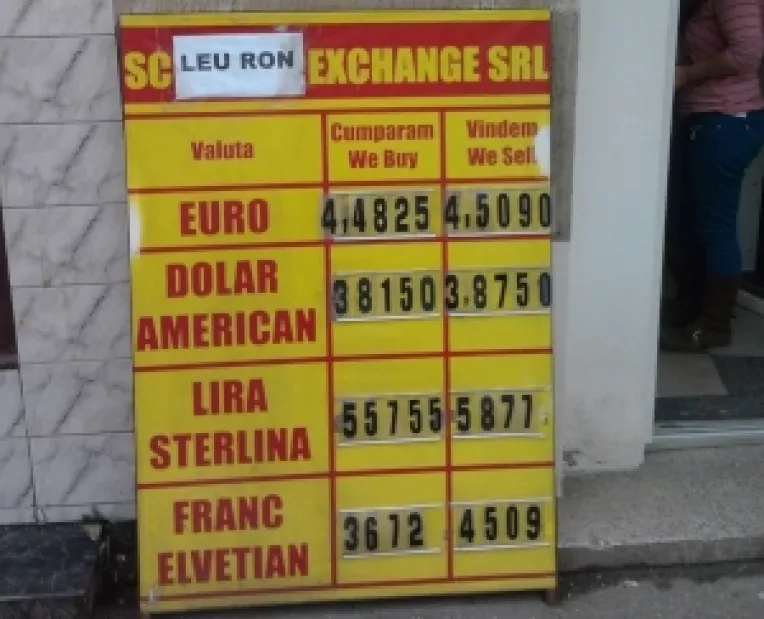 SC LEU RON EXCHANGE SRL
Valuta Cumparam We Buy Vindem We Sell
EURO 4,4825 4,5090
DOLAR AMERICAN 38150 3,8750
LIRA STERLINA 55755 5877
FRANC ELVETIAN 3672 4509